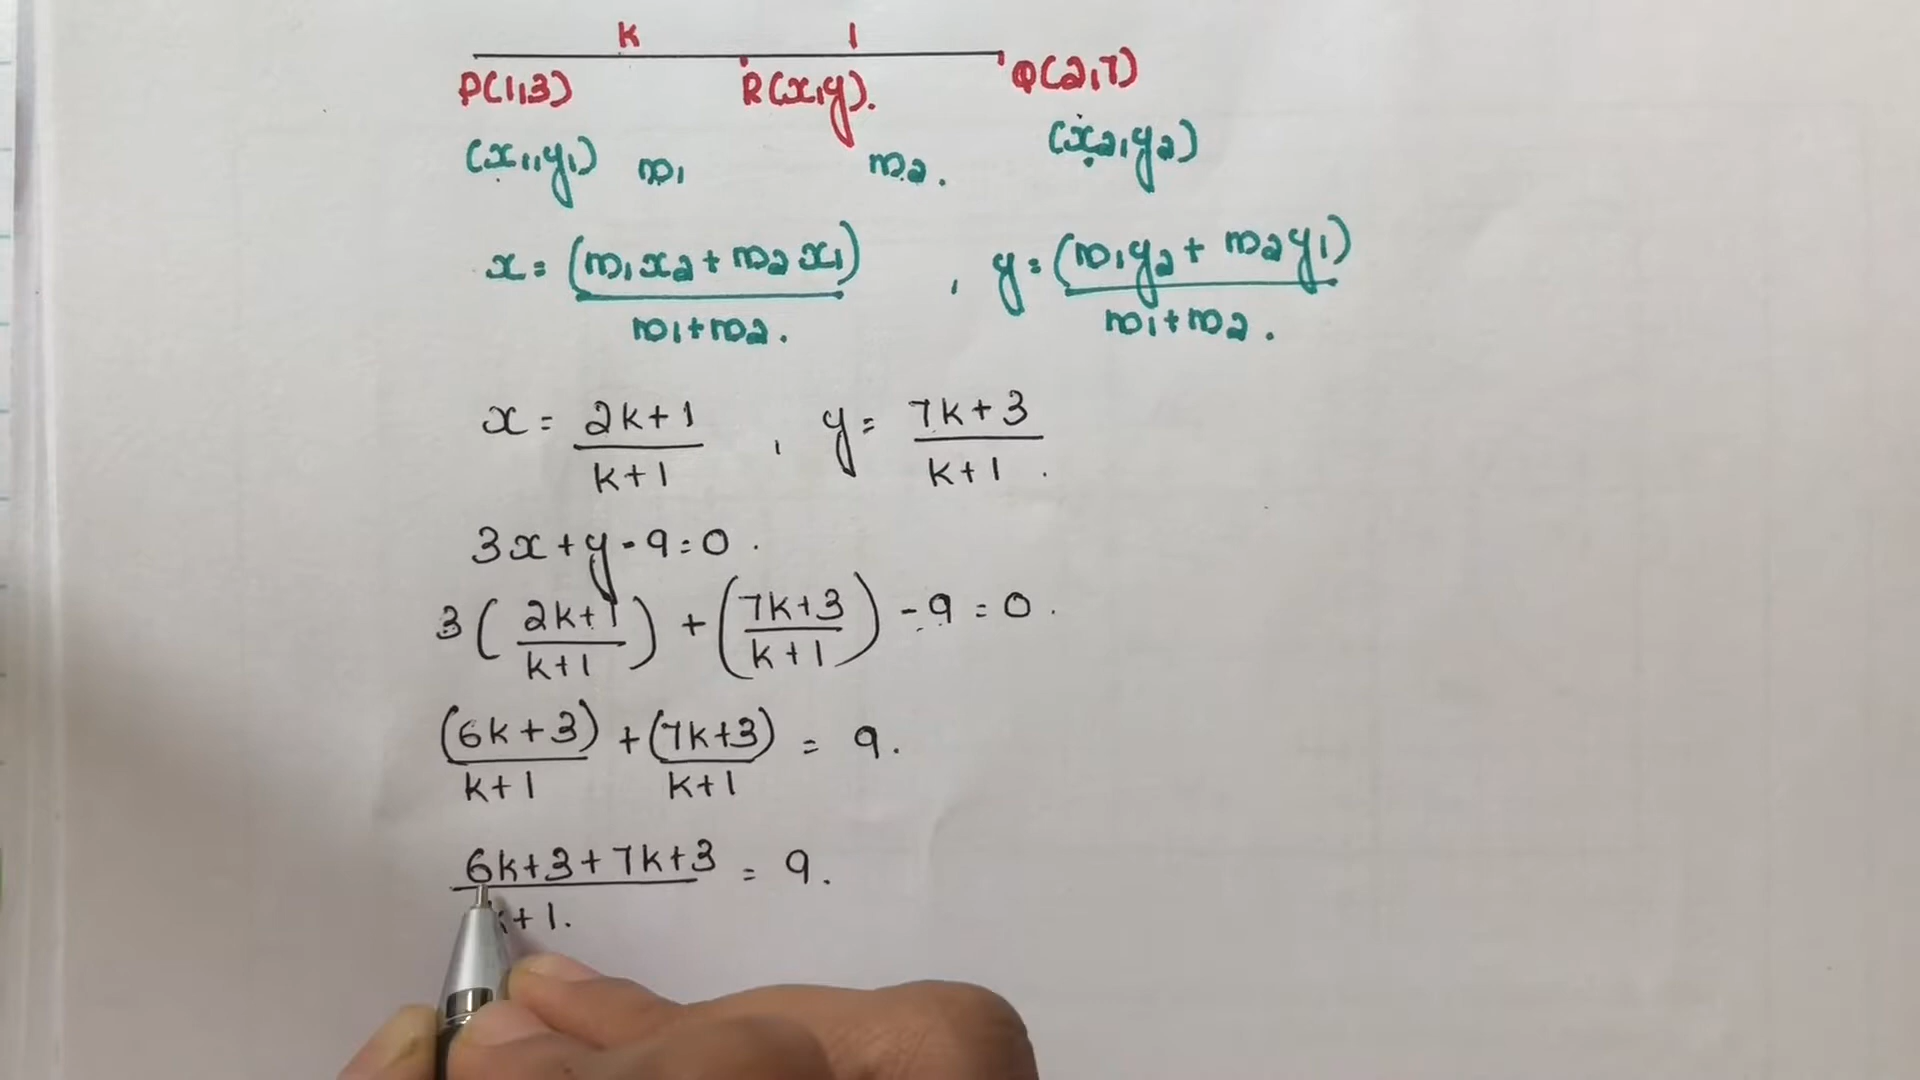 k 1
P(1,3) R(x,y). Q(2,7)
(x1,y1) m1 m2. (x2,y2)
x = (m1x2 + m2x1) / m1+m2. , y = (m1y2 + m2y1) / m1+m2.
x = 2k+1 / k+1 , y = 7k+3 / k+1.
3x+y-9=0.
3(2k+1 / k+1) + (7k+3 / k+1) - 9 = 0.
(6k+3) / k+1 + (7k+3) / k+1 = 9.
6k+3+7k+3 / k+1. = 9.